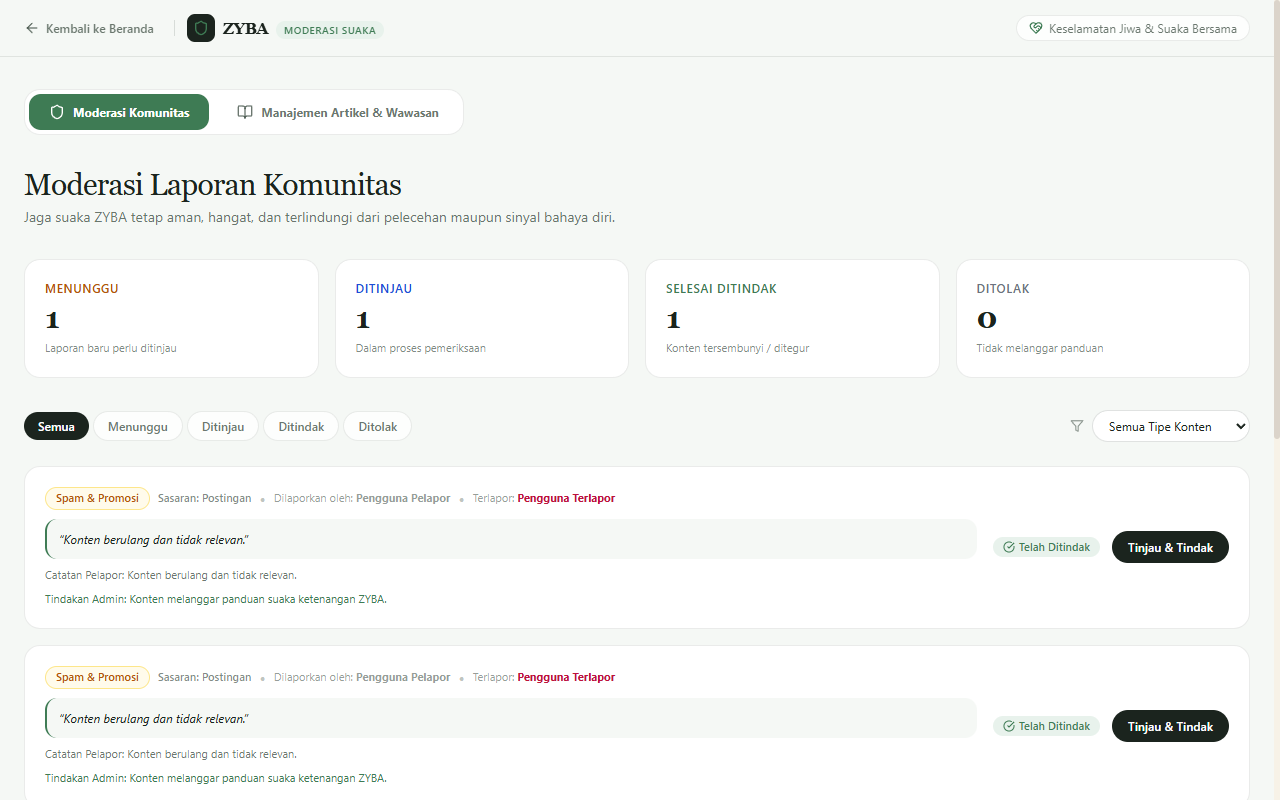 Kembali ke Beranda
ZYBA
MODERASI SUAKA
Keselamatan Jiwa & Suaka Bersama
Moderasi Komunitas
Manajemen Artikel & Wawasan
Moderasi Laporan Komunitas
Jaga suaka ZYBA tetap aman, hangat, dan terlindungi dari pelecehan maupun sinyal bahaya diri.
MENUNGGU
1
Laporan baru perlu ditinjau
DITINJAU
1
Dalam proses pemeriksaan
SELESAI DITINDAK
1
Konten tersembunyi / ditegur
DITOLAK
0
Tidak melanggar panduan
Semua
Menunggu
Ditinjau
Ditindak
Ditolak
Semua Tipe Konten
Spam & Promosi Sasaran: Postingan • Dilaporkan oleh: Pengguna Pelapor • Terlapor: Pengguna Terlapor
"Konten berulang dan tidak relevan."
Telah Ditindak
Tinjau & Tindak
Catatan Pelapor: Konten berulang dan tidak relevan.
Tindakan Admin: Konten melanggar panduan suaka ketenangan ZYBA.
Spam & Promosi Sasaran: Postingan • Dilaporkan oleh: Pengguna Pelapor • Terlapor: Pengguna Terlapor
"Konten berulang dan tidak relevan."
Telah Ditindak
Tinjau & Tindak
Catatan Pelapor: Konten berulang dan tidak relevan.
Tindakan Admin: Konten melanggar panduan suaka ketenangan ZYBA.